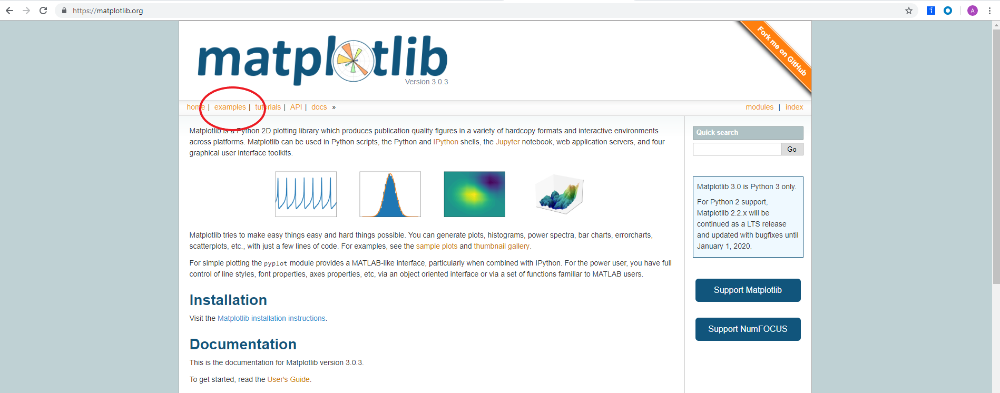 https://matplotlib.org
A
matplotlib
Version 3.0.3
Fork me on GitHub
home | examples | tutorials | API | docs »
modules | index
Matplotlib is a Python 2D plotting library which produces publication quality figures in a variety of hardcopy formats and interactive environments
across platforms. Matplotlib can be used in Python scripts, the Python and IPython shells, the Jupyter notebook, web application servers, and four
graphical user interface toolkits.
Matplotlib tries to make easy things easy and hard things possible. You can generate plots, histograms, power spectra, bar charts, errorcharts,
scatterplots, etc., with just a few lines of code. For examples, see the sample plots and thumbnail gallery.
For simple plotting the pyplot module provides a MATLAB-like interface, particularly when combined with IPython. For the power user, you have full
control of line styles, font properties, axes properties, etc, via an object oriented interface or via a set of functions familiar to MATLAB users.
Installation
Visit the Matplotlib installation instructions.
Documentation
This is the documentation for Matplotlib version 3.0.3.
To get started, read the User's Guide.
Quick search
Go
Matplotlib 3.0 is Python 3 only.
For Python 2 support,
Matplotlib 2.2.x will be
continued as a LTS release
and updated with bugfixes until
January 1, 2020.
Support Matplotlib
Support NumFOCUS